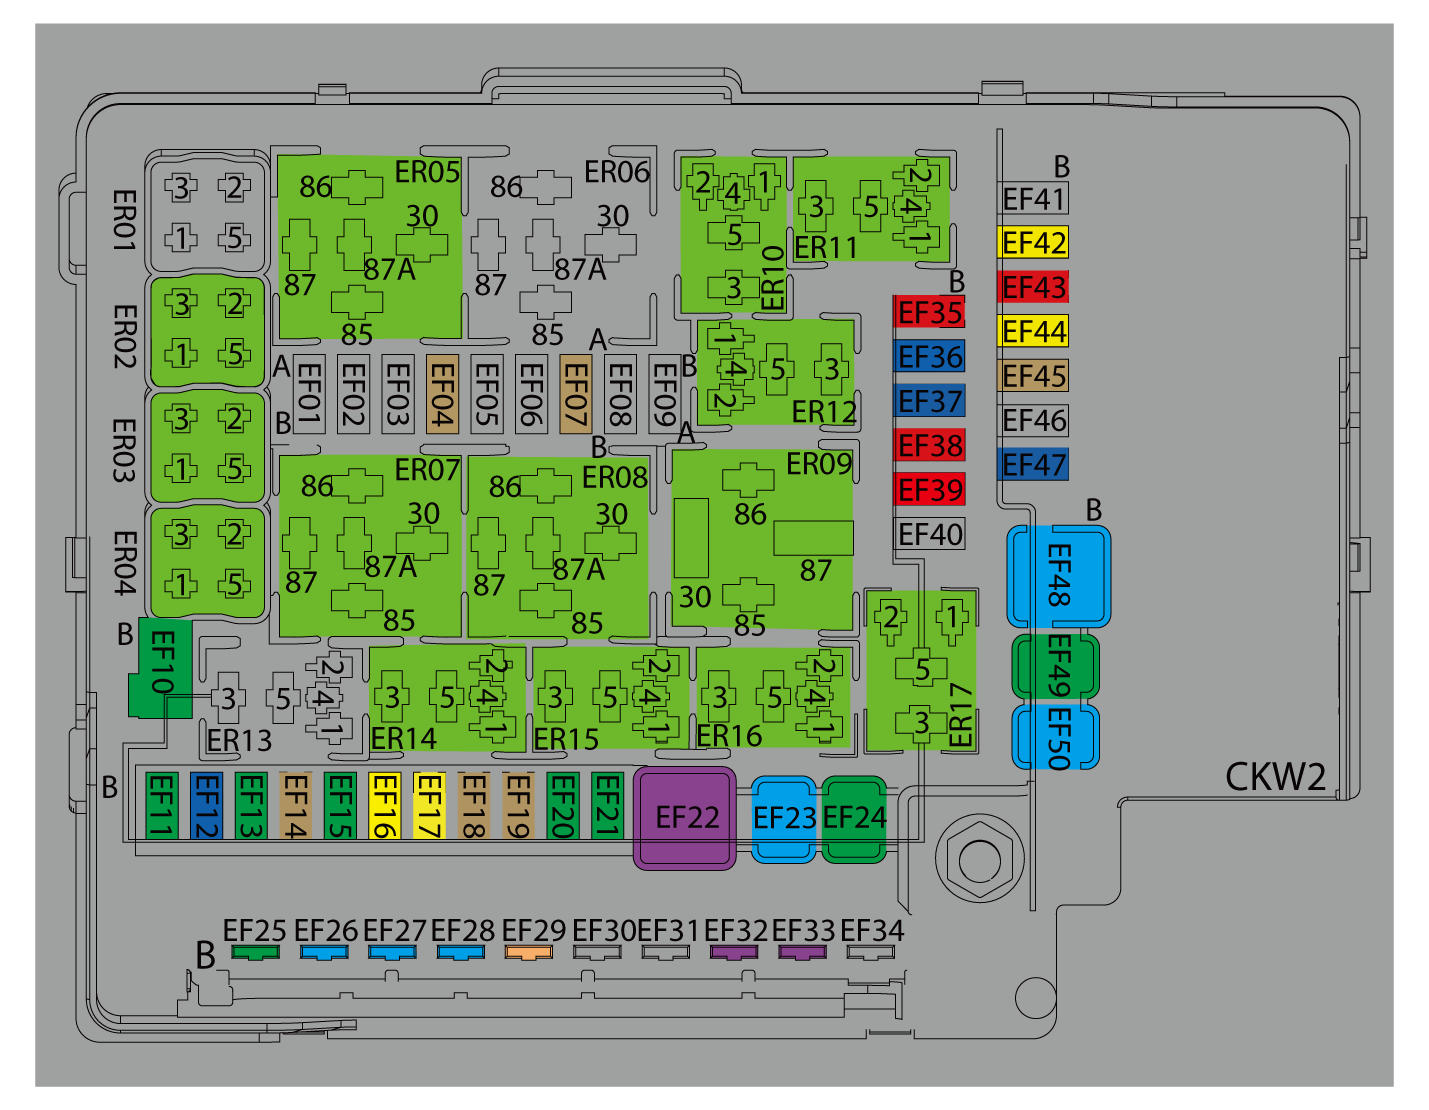 ER01
3 2
1 5
ER02
3 2
1 5
ER03
3 2
1 5
ER04
3 2
1 5
ER05
86
30
87
87A
85
ER06
86
30
87
87A
85
A
2 4 1
5
3
ER10
3 5 2
4
1
ER11
B
EF41
EF42
EF43
EF44
EF45
EF46
EF47
B
EF35
EF36
EF37
EF38
EF39
EF40
A
B
EF01
EF02
EF03
EF04
EF05
EF06
EF07
EF08
EF09
B
A
B
1
4 5 3
2
ER12
ER07
86
30
87
87A
85
ER08
86
30
87
87A
85
ER09
86
30
87
85
B
EF48
EF49
EF50
B
EF10
3 5 2
4
1
ER13
3 5 2
4
1
ER14
3 5 2
4
1
ER15
3 5 2
4
1
ER16
2 1
5
3
ER17
CKW2
B
EF11
EF12
EF13
EF14
EF15
EF16
EF17
EF18
EF19
EF20
EF21
EF22
EF23
EF24
EF25 EF26 EF27 EF28 EF29 EF30 EF31 EF32 EF33 EF34
B